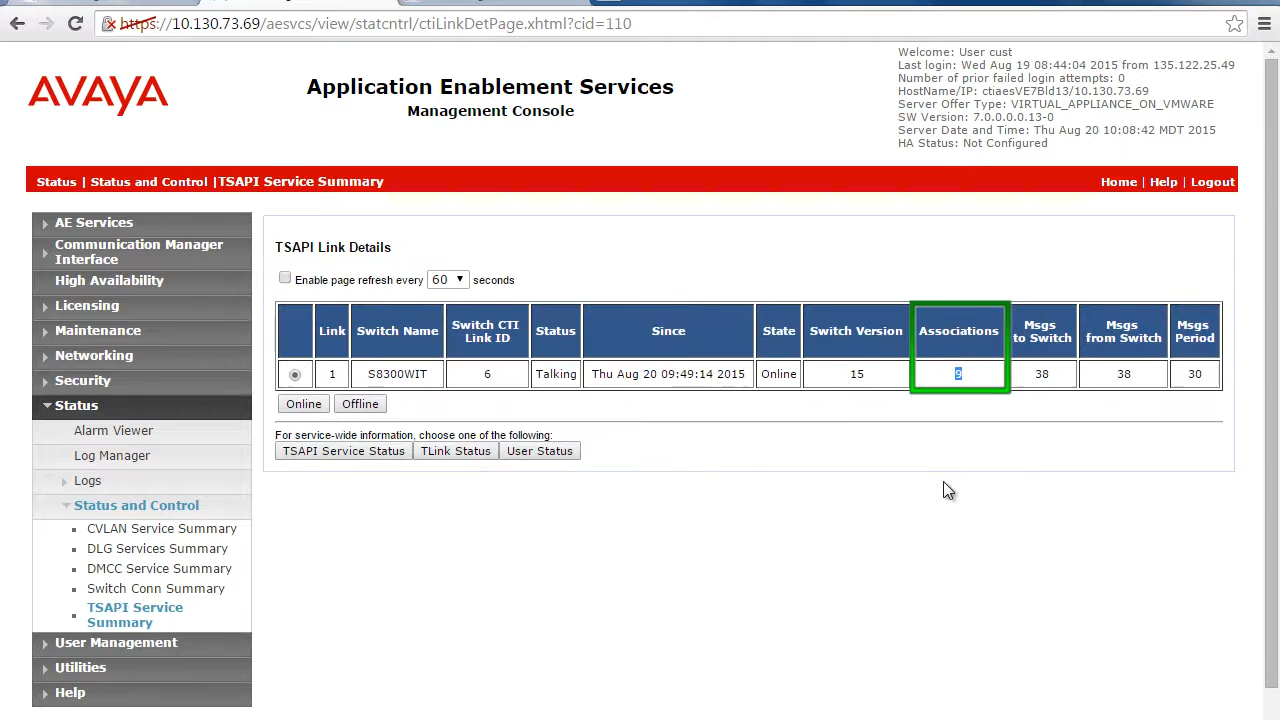 https://10.130.73.69/aesvcs/view/statcntrl/ctiLinkDetPage.xhtml?cid=110
Welcome: User cust
Last login: Wed Aug 19 08:44:04 2015 from 135.122.25.49
Number of prior failed login attempts: 0
HostName/IP: ctiaesVE7Bld13/10.130.73.69
Server Offer Type: VIRTUAL_APPLIANCE_ON_VMWARE
SW Version: 7.0.0.0.0.13-0
Server Date and Time: Thu Aug 20 10:08:42 MDT 2015
HA Status: Not Configured
AVAYA
Application Enablement Services
Management Console
Status | Status and Control |TSAPI Service Summary
Home | Help | Logout
AE Services
Communication Manager
Interface
High Availability
Licensing
Maintenance
Networking
Security
Status
Alarm Viewer
Log Manager
Logs
Status and Control
CVLAN Service Summary
DLG Services Summary
DMCC Service Summary
Switch Conn Summary
TSAPI Service
Summary
User Management
Utilities
Help
TSAPI Link Details
Enable page refresh every 60 seconds
Link Switch Name Switch CTI Link ID Status Since State Switch Version Associations Msgs to Switch Msgs from Switch Msgs Period
1 S8300WIT 6 Talking Thu Aug 20 09:49:14 2015 Online 15 9 38 38 30
Online Offline
For service-wide information, choose one of the following:
TSAPI Service Status TLink Status User Status